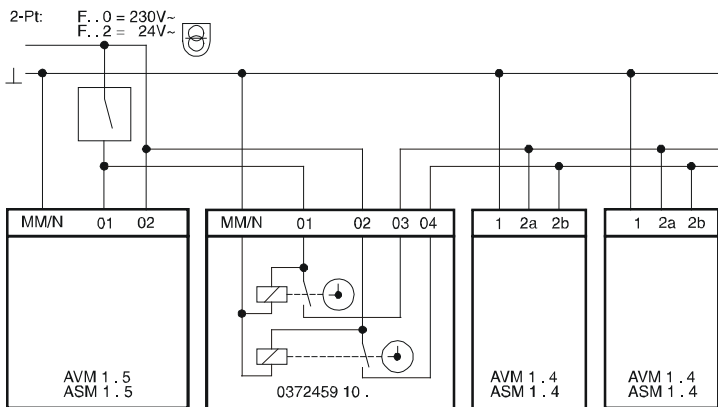 2-Pt: F..0 = 230V~
F..2 = 24V~
MM/N 01 02
MM/N 01 02 03 04
1 2a 2b
1 2a 2b
AVM 1 . 5
ASM 1 . 5
0372459 10 .
AVM 1 . 4
ASM 1 . 4
AVM 1 . 4
ASM 1 . 4